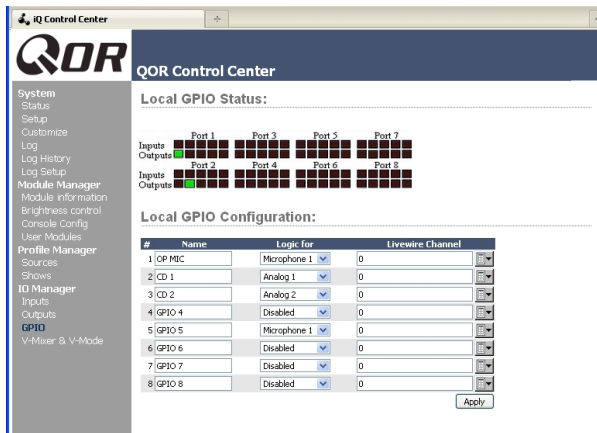 iQ Control Center
QOR
QOR Control Center
System
Status
Setup
Customize
Log
Log History
Log Setup
Module Manager
Module information
Brightness control
Console Config
User Modules
Profile Manager
Sources
Shows
IO Manager
Inputs
Outputs
GPIO
V-Mixer & V-Mode
Local GPIO Status:
Port 1 Port 3 Port 5 Port 7
Inputs
Outputs
Port 2 Port 4 Port 6 Port 8
Inputs
Outputs
Local GPIO Configuration:
# Name Logic for Livewire Channel
1 OP MIC Microphone 1 0
2 CD 1 Analog 1 0
3 CD 2 Analog 2 0
4 GPIO 4 Disabled 0
5 GPIO 5 Microphone 1 0
6 GPIO 6 Disabled 0
7 GPIO 7 Disabled 0
8 GPIO 8 Disabled 0
Apply